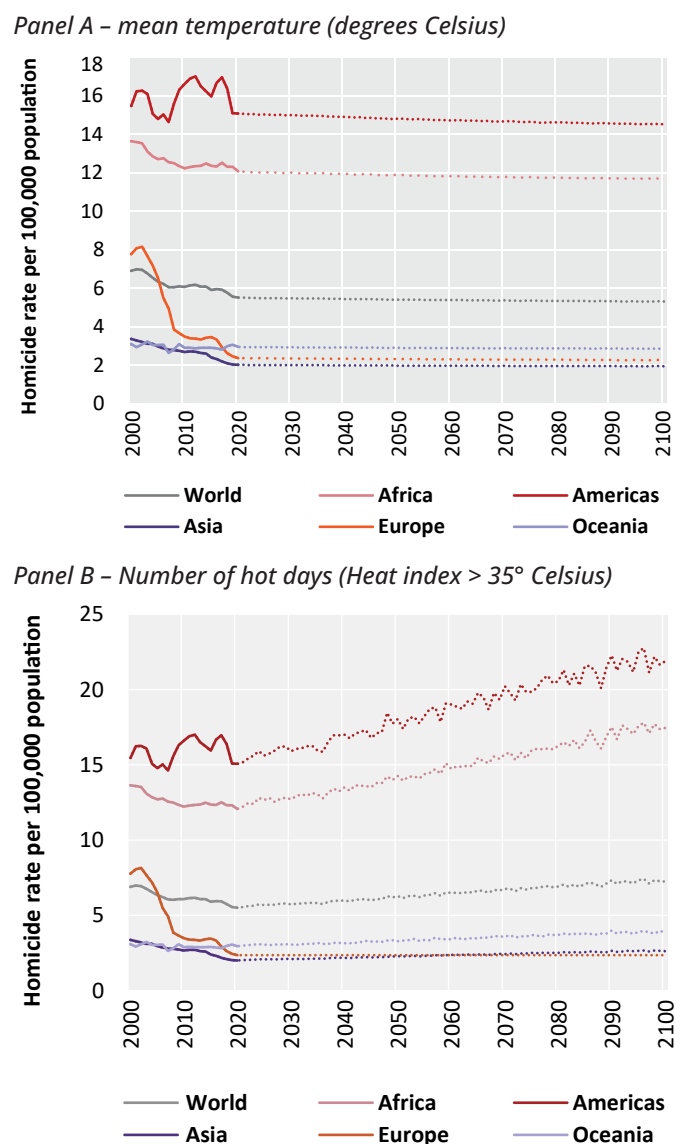 Panel A – mean temperature (degrees Celsius)
Homicide rate per 100,000 population
18
16
14
12
10
8
6
4
2
0
2000
2010
2020
2030
2040
2050
2060
2070
2080
2090
2100
World
Africa
Americas
Asia
Europe
Oceania
Panel B – Number of hot days (Heat index > 35° Celsius)
Homicide rate per 100,000 population
25
20
15
10
5
0
2000
2010
2020
2030
2040
2050
2060
2070
2080
2090
2100
World
Africa
Americas
Asia
Europe
Oceania